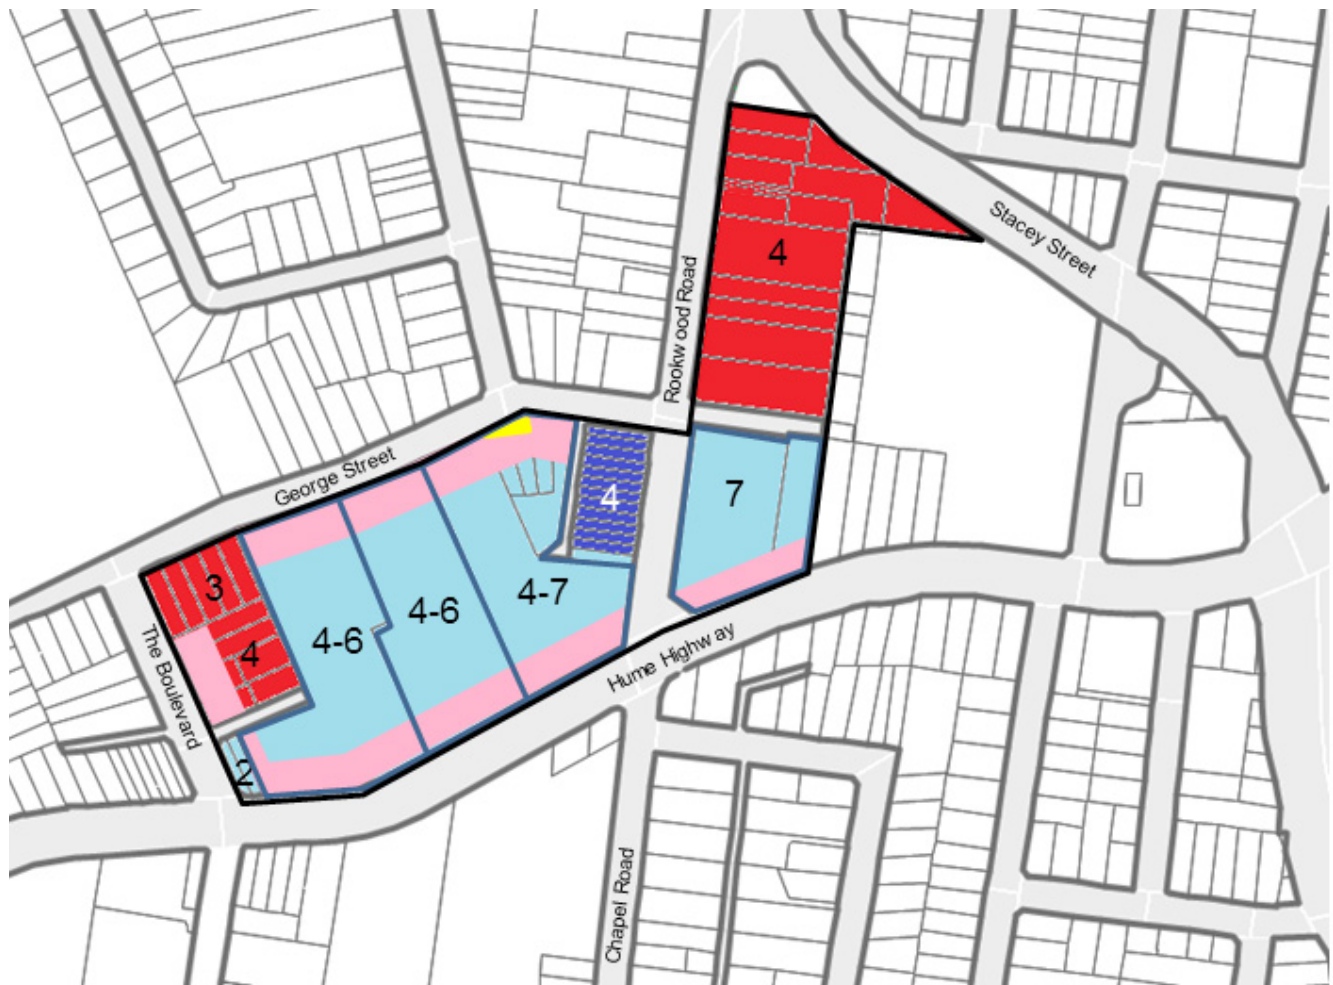 Stacey Street
4
Rookwood Road
George Street
4
7
3
4-7
4-6
4-6
4
Hume Highway
The Boulevard
2
Chapel Road